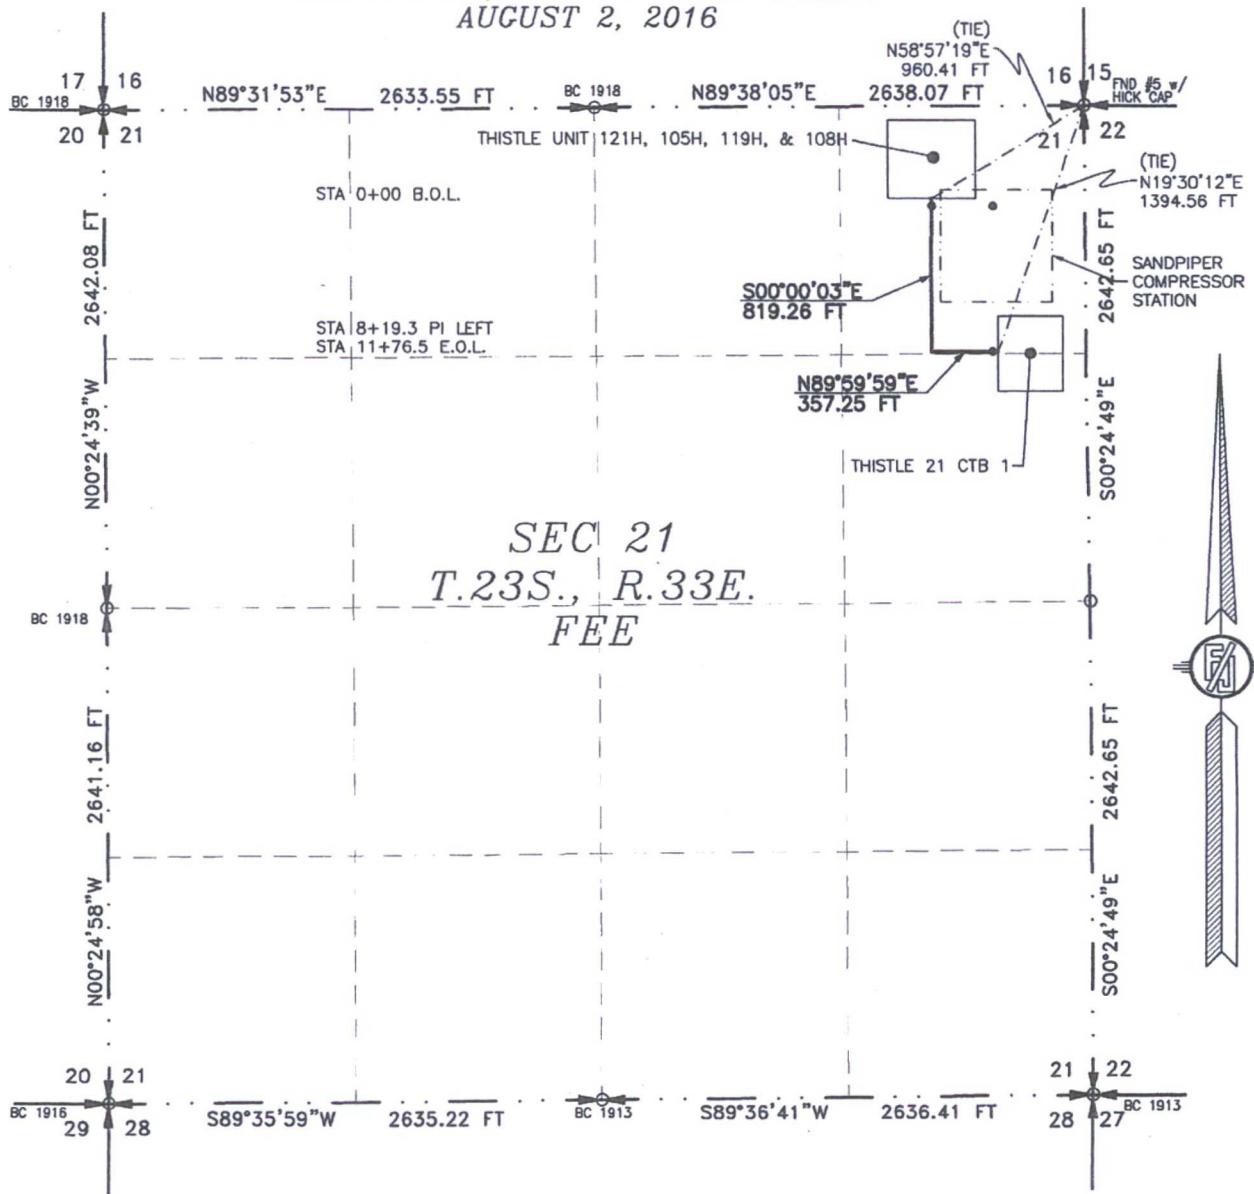 AUGUST 2, 2016
(TIE)
N58°57'19"E
960.41 FT
17 16
16 15
BC 1918
N89°31'53"E 2633.55 FT
BC 1918
N89°38'05"E 2638.07 FT
FND #5 w/
HICK CAP
20 21
21 22
THISTLE UNIT 121H, 105H, 119H, & 108H
(TIE)
N19°30'12"E
1394.56 FT
STA 0+00 B.O.L.
2642.08 FT
2642.65 FT
SANDPIPER
COMPRESSOR
STATION
S00°00'03"E
819.26 FT
STA 8+19.3 PI LEFT
STA 11+76.5 E.O.L.
N89°59'59"E
357.25 FT
N00°24'39"W
S00°24'49"E
THISTLE 21 CTB 1
SEC 21
T.23S., R.33E.
FEE
BC 1918
2641.16 FT
2642.65 FT
N00°24'58"W
S00°24'49"E
20 21
21 22
BC 1916
S89°35'59"W 2635.22 FT
BC 1913
S89°36'41"W 2636.41 FT
BC 1913
29 28
28 27